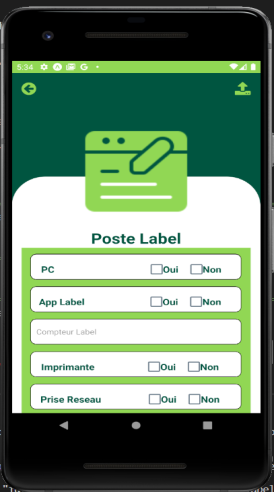 5:34 G
Poste Label
PC Oui Non
App Label Oui Non
Compteur Label
Imprimante Oui Non
Prise Reseau Oui Non